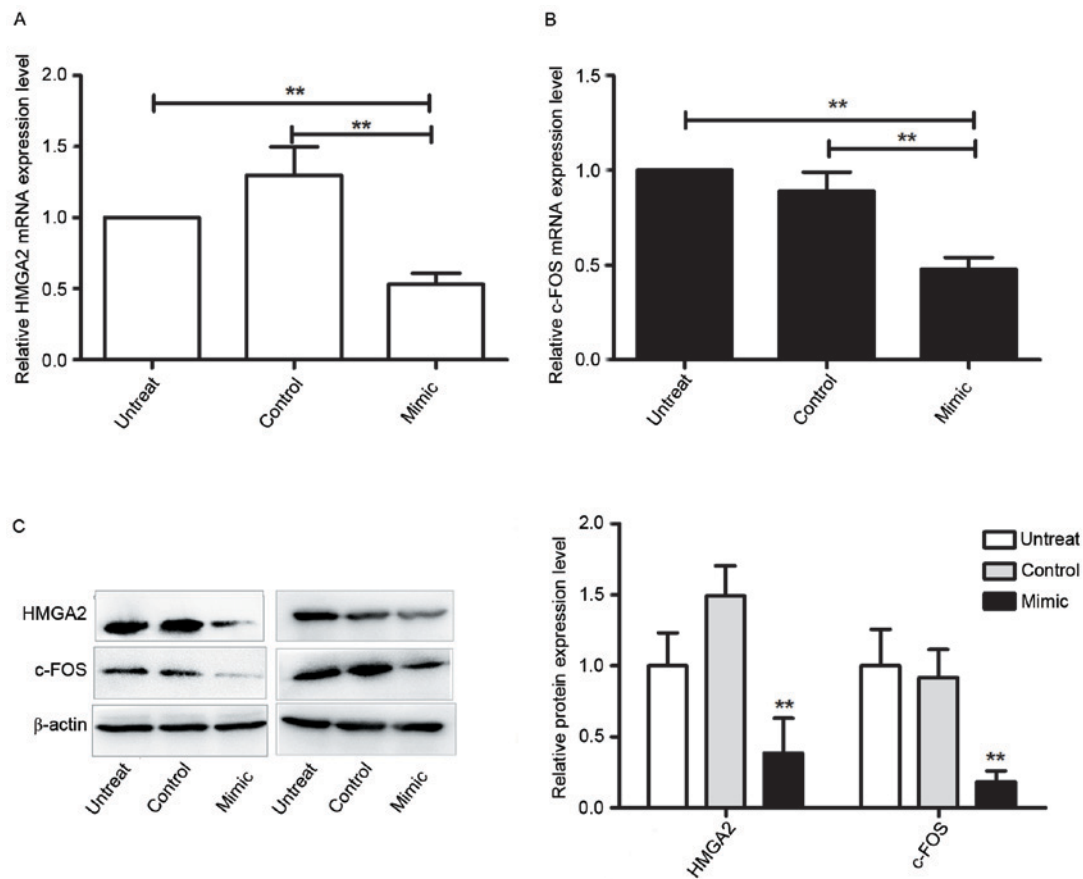 A
Relative HMGA2 mRNA expression level
2.0
1.5
1.0
0.5
0.0
**
**
Untreat
Control
Mimic
B
Relative c-FOS mRNA expression level
1.5
1.0
0.5
0.0
**
**
Untreat
Control
Mimic
C
HMGA2
c-FOS
β-actin
Untreat
Control
Mimic
Untreat
Control
Mimic
Relative protein expression level
2.0
1.5
1.0
0.5
0.0
**
**
HMGA2
c-FOS
Untreat
Control
Mimic